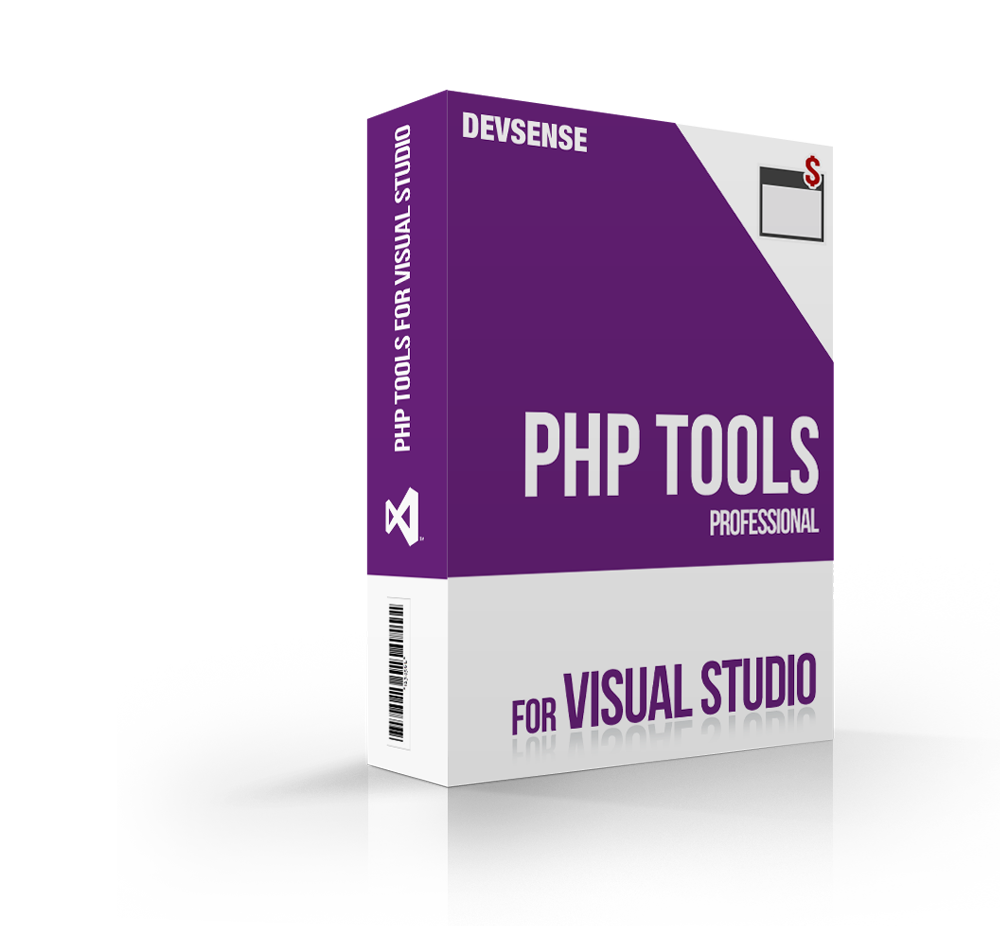 DEVSENSE
$
PHP TOOLS
PROFESSIONAL
FOR VISUAL STUDIO
PHP TOOLS FOR VISUAL STUDIO